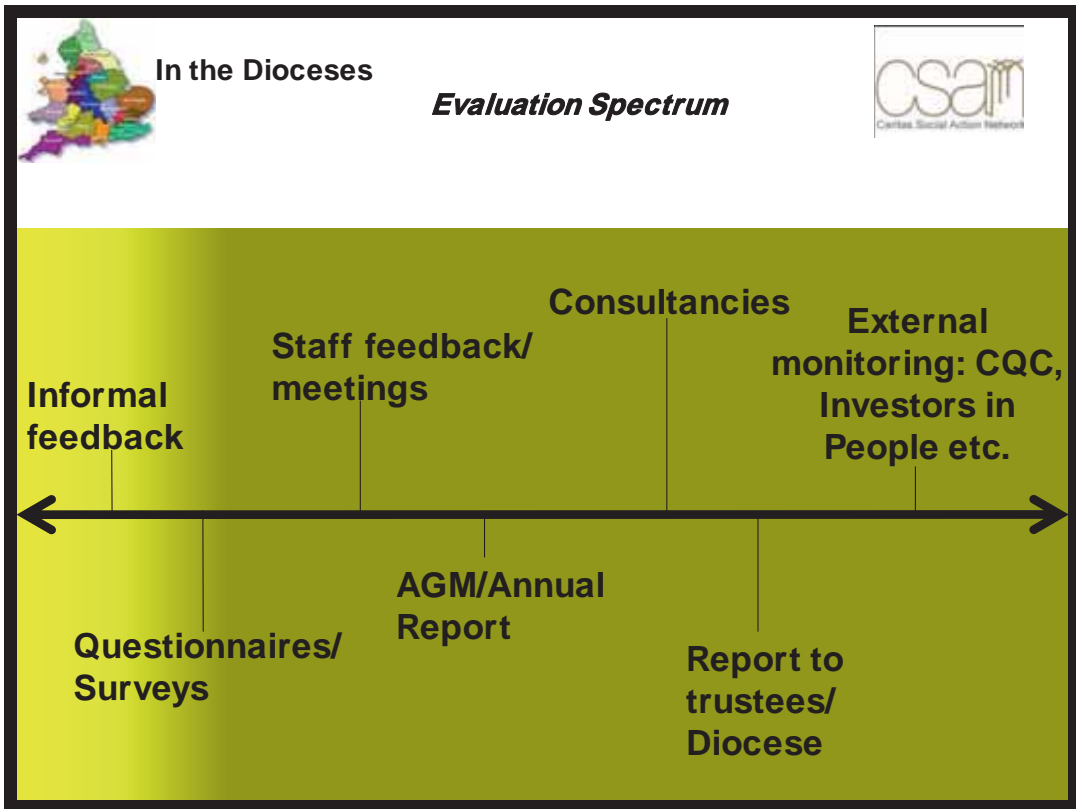 In the Dioceses
Evaluation Spectrum
csan
Caritas Social Action Network
Consultancies
External
monitoring: CQC,
Investors in
People etc.
Staff feedback/
meetings
Informal
feedback
AGM/Annual
Report
Questionnaires/
Surveys
Report to
trustees/
Diocese